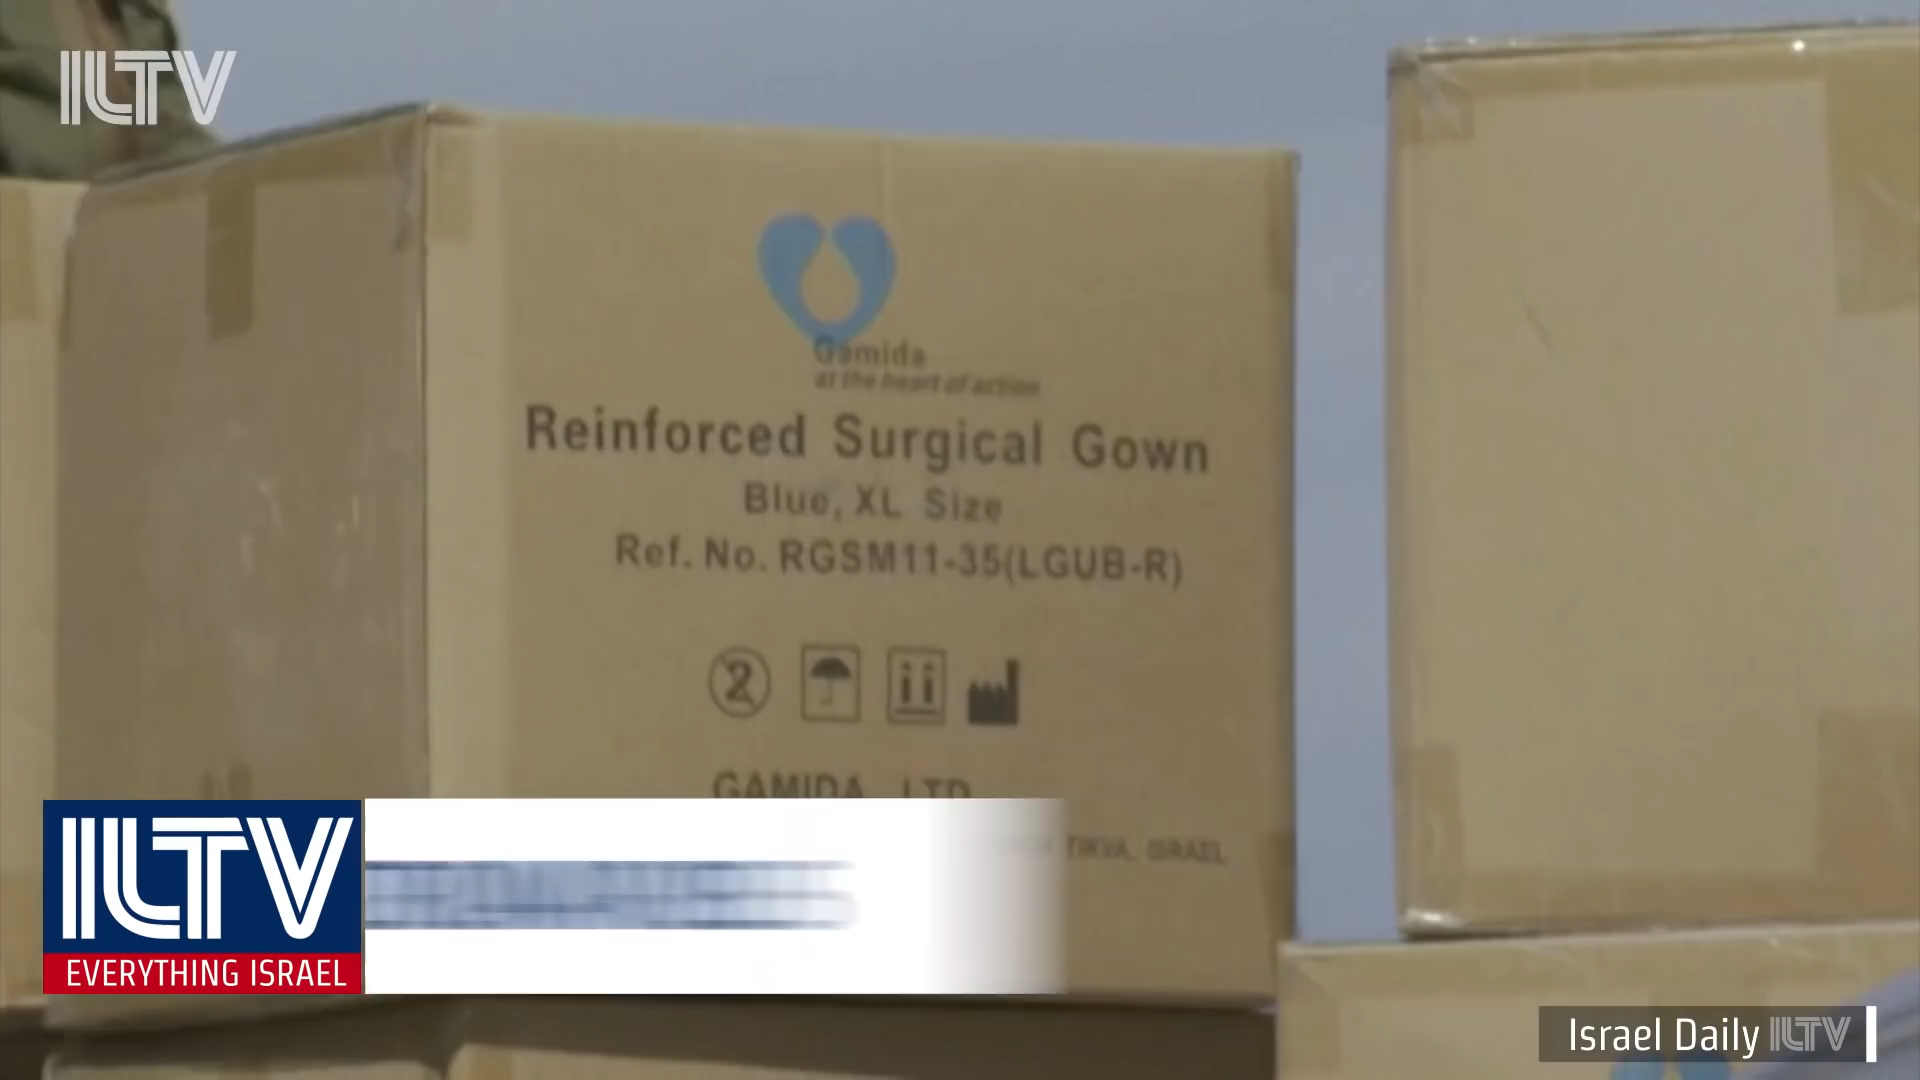 ILTV
Gamida
at the heart of action
Reinforced Surgical Gown
Blue, XL Size
Ref. No. RGSM11-35(LGUB-R)
GAMIDA LTD
TIKVA, ISRAEL
ILTV
EVERYTHING ISRAEL
Israel Daily ILTV